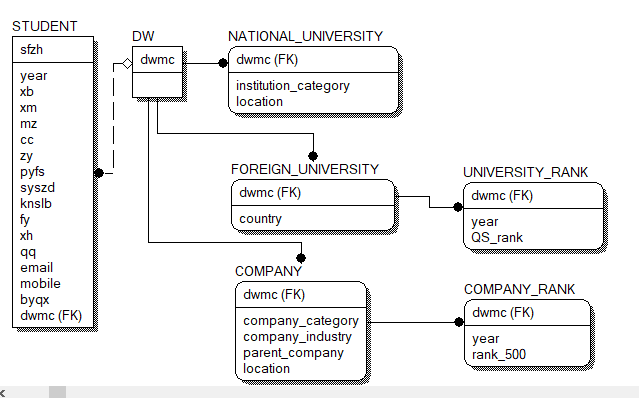 STUDENT
sfzh
year
xb
xm
mz
cc
zy
pyfs
syszd
knslb
fy
xh
qq
email
mobile
byqx
dwmc (FK)
DW
dwmc
NATIONAL_UNIVERSITY
dwmc (FK)
institution_category
location
FOREIGN_UNIVERSITY
dwmc (FK)
country
UNIVERSITY_RANK
dwmc (FK)
year
QS_rank
COMPANY
dwmc (FK)
company_category
company_industry
parent_company
location
COMPANY_RANK
dwmc (FK)
year
rank_500